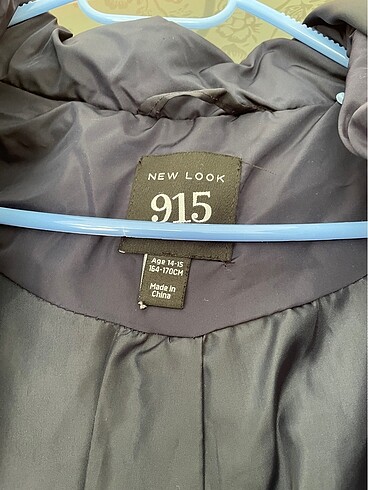 NEW LOOK
915
Age 14-15
164-170CM
Made in
China